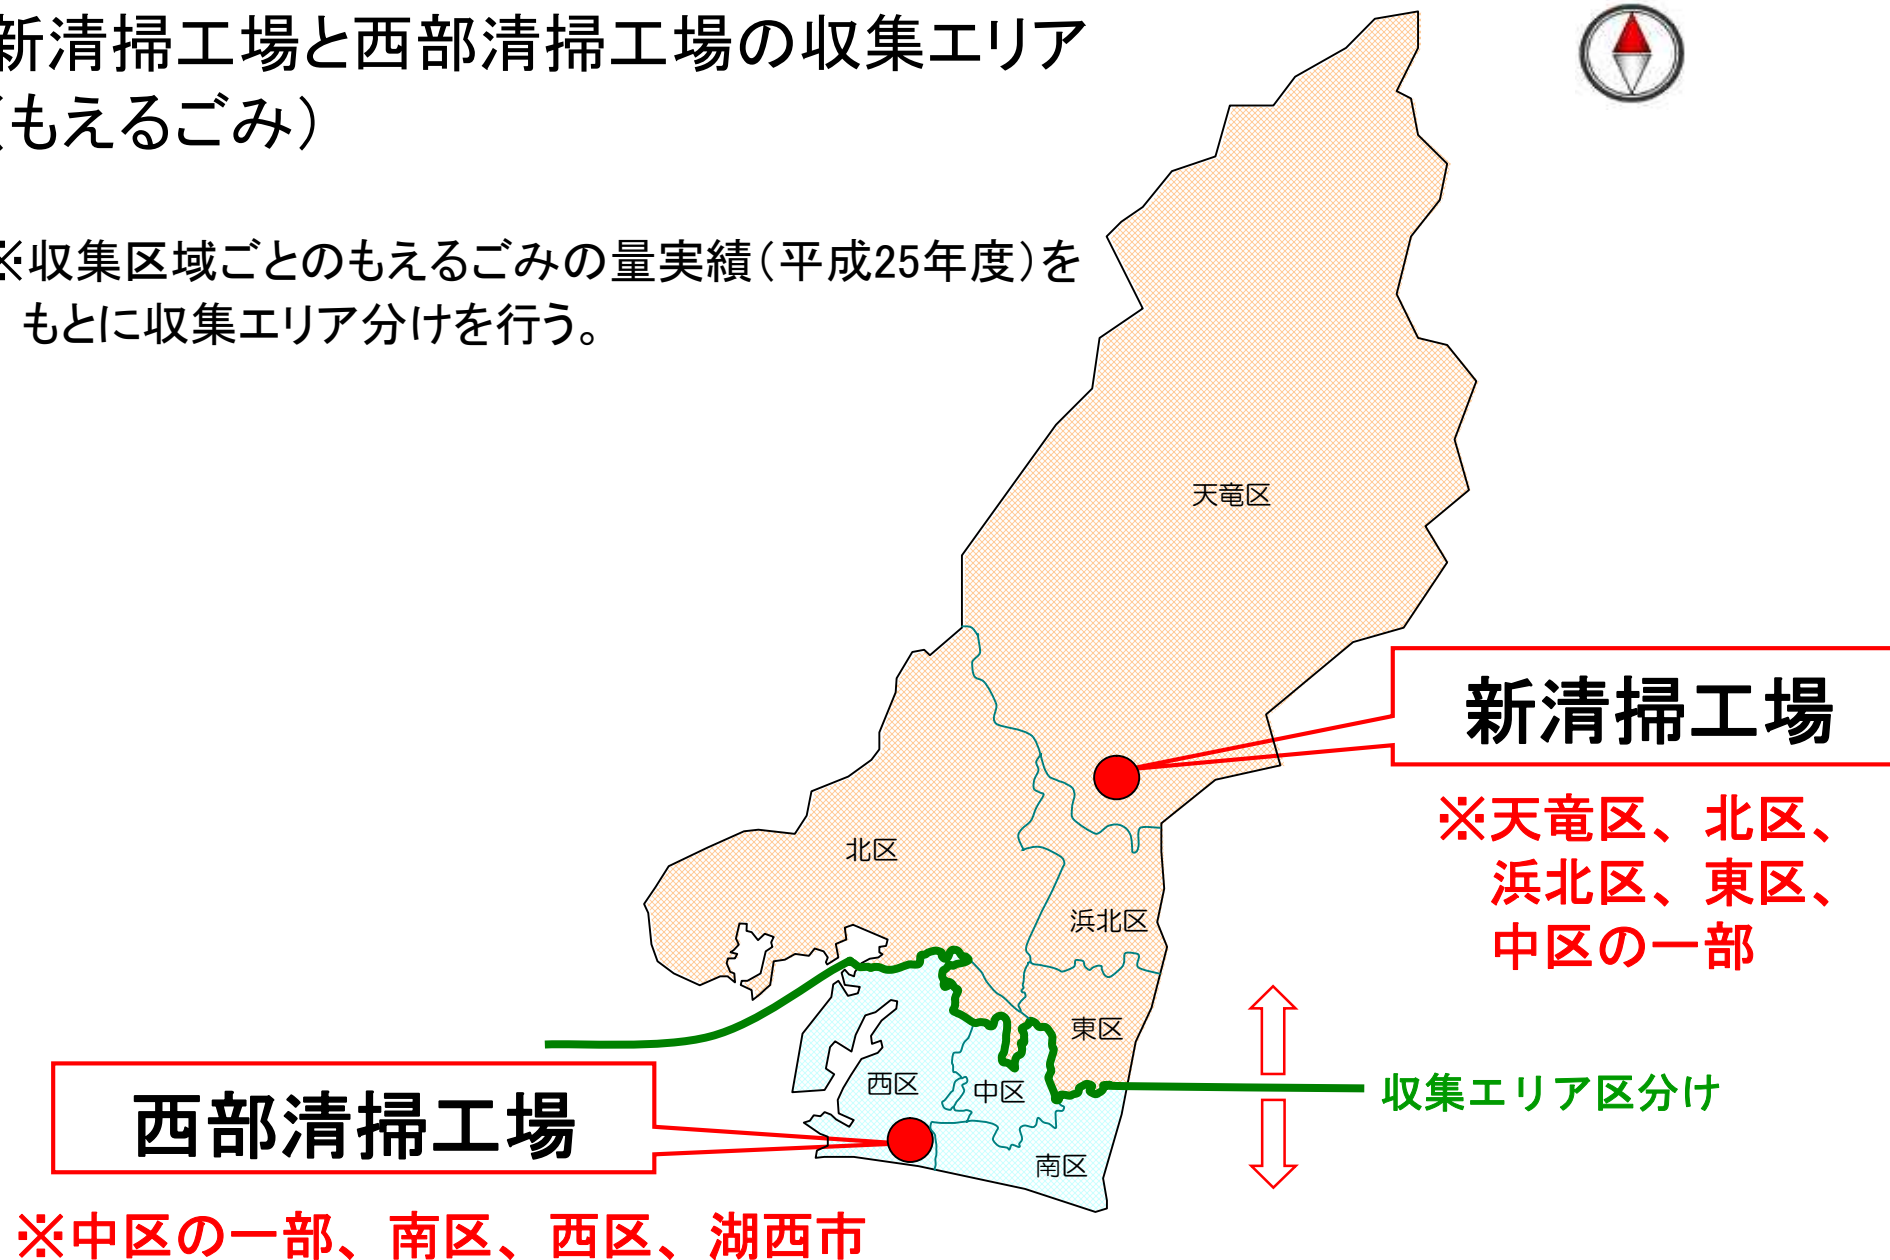 新清掃工場と西部清掃工場の収集エリア
(もえるごみ)
※収集区域ごとのもえるごみの量実績(平成25年度)を
もとに収集エリア分けを行う。
天竜区
新清掃工場
※天竜区、北区、
浜北区、東区、
中区の一部
北区
浜北区
東区
西区
中区
収集エリア区分け
西部清掃工場
南区
※中区の一部、南区、西区、湖西市